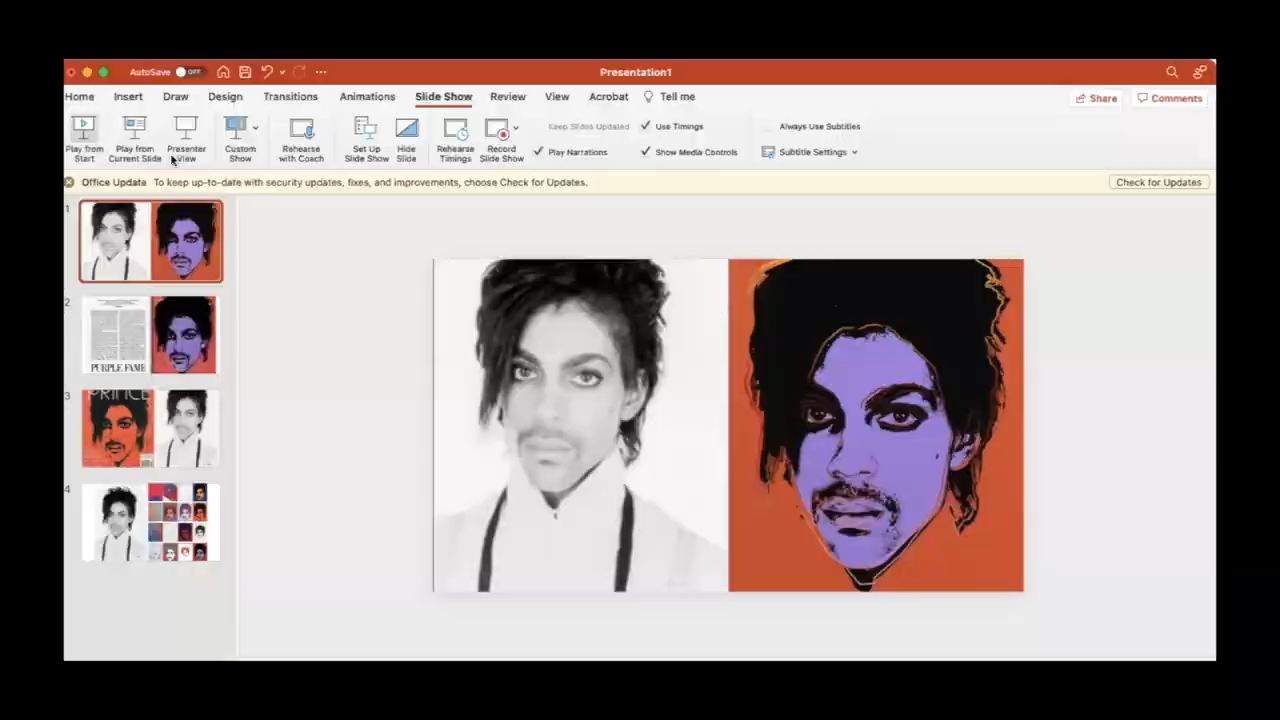 AutoSave OFF
Presentation1
Home Insert Draw Design Transitions Animations Slide Show Review View Acrobat Tell me Share Comments
Play from Start
Play from Current Slide
Presenter View
Custom Show
Rehearse with Coach
Set Up Slide Show
Hide Slide
Rehearse Timings
Record Slide Show
Keep Slides Updated
Play Narrations
Use Timings
Show Media Controls
Always Use Subtitles
Subtitle Settings
Office Update To keep up-to-date with security updates, fixes, and improvements, choose Check for Updates. Check for Updates
1
2
PURPLE FAME
3
PRINCE
4